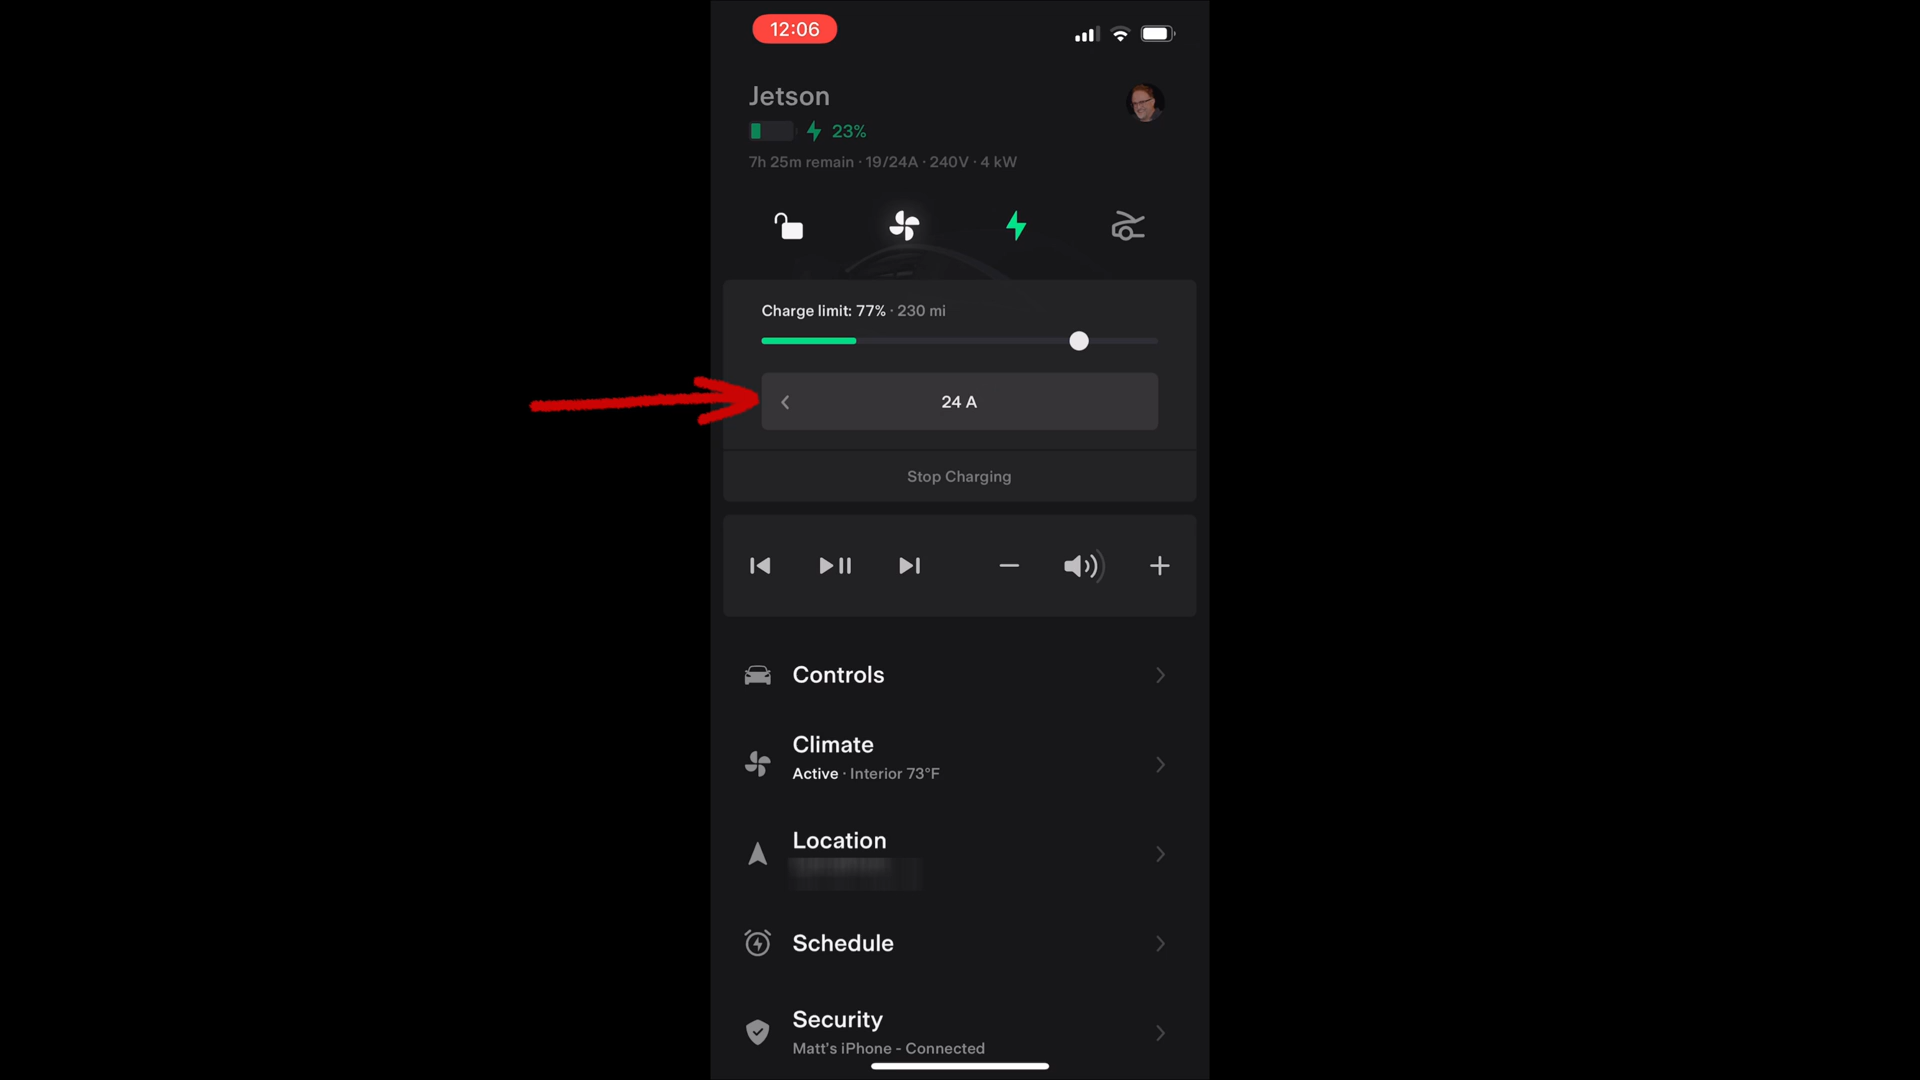 12:06
Jetson
23%
7h 25m remain · 19/24A · 240V · 4 kW
Charge limit: 77% · 230 mi
24 A
Stop Charging
Controls
Climate
Active · Interior 73°F
Location
Schedule
Security
Matt's iPhone - Connected